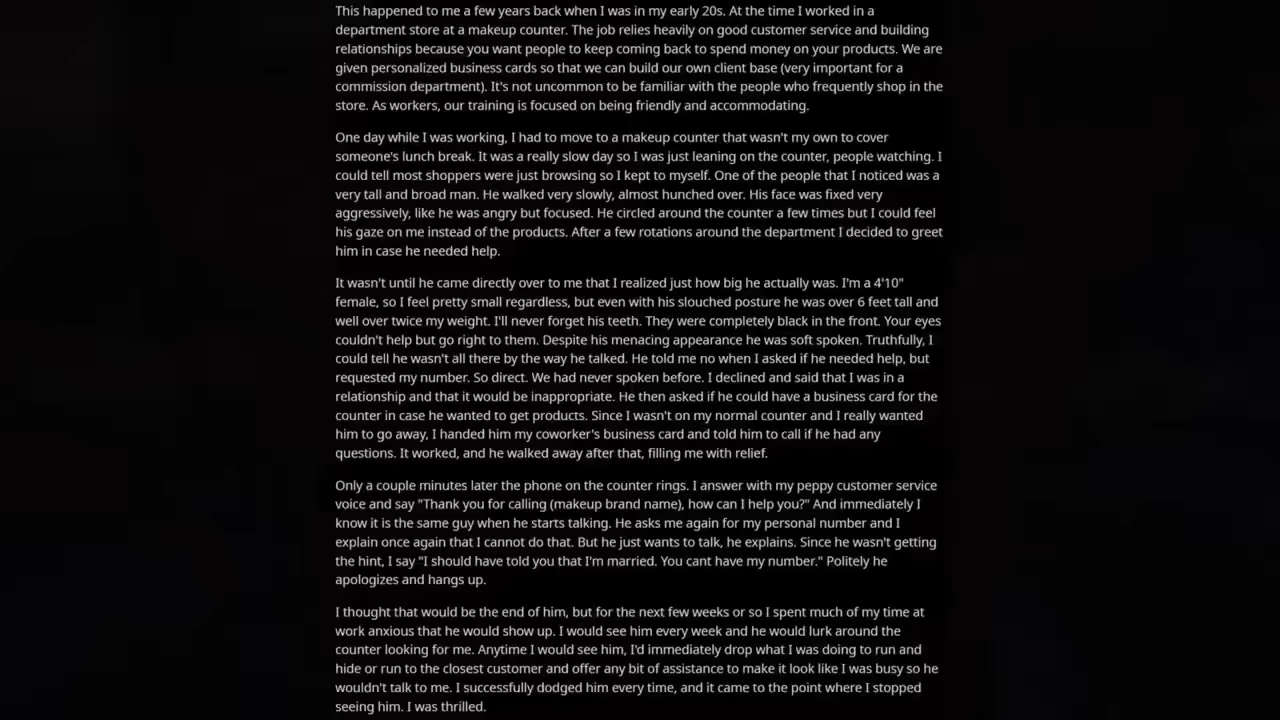 This happened to me a few years back when I was in my early 20s. At the time I worked in a
department store at a makeup counter. The job relies heavily on good customer service and building
relationships because you want people to keep coming back to spend money on your products. We are
given personalized business cards so that we can build our own client base (very important for a
commission department). It's not uncommon to be familiar with the people who frequently shop in the
store. As workers, our training is focused on being friendly and accommodating.
One day while I was working, I had to move to a makeup counter that wasn't my own to cover
someone's lunch break. It was a really slow day so I was just leaning on the counter, people watching. I
could tell most shoppers were just browsing so I kept to myself. One of the people that I noticed was a
very tall and broad man. He walked very slowly, almost hunched over. His face was fixed very
aggressively, like he was angry but focused. He circled around the counter a few times but I could feel
his gaze on me instead of the products. After a few rotations around the department I decided to greet
him in case he needed help.
It wasn't until he came directly over to me that I realized just how big he actually was. I'm a 4'10"
female, so I feel pretty small regardless, but even with his slouched posture he was over 6 feet tall and
well over twice my weight. I'll never forget his teeth. They were completely black in the front. Your eyes
couldn't help but go right to them. Despite his menacing appearance he was soft spoken. Truthfully, I
could tell he wasn't all there by the way he talked. He told me no when I asked if he needed help, but
requested my number. So direct. We had never spoken before. I declined and said that I was in a
relationship and that it would be inappropriate. He then asked if he could have a business card for the
counter in case he wanted to get products. Since I wasn't on my normal counter and I really wanted
him to go away, I handed him my coworker's business card and told him to call if he had any
questions. It worked, and he walked away after that, filling me with relief.
Only a couple minutes later the phone on the counter rings. I answer with my peppy customer service
voice and say "Thank you for calling (makeup brand name), how can I help you?" And immediately I
know it is the same guy when he starts talking. He asks me again for my personal number and I
explain once again that I cannot do that. But he just wants to talk, he explains. Since he wasn't getting
the hint, I say "I should have told you that I'm married. You cant have my number." Politely he
apologizes and hangs up.
I thought that would be the end of him, but for the next few weeks or so I spent much of my time at
work anxious that he would show up. I would see him every week and he would lurk around the
counter looking for me. Anytime I would see him, I'd immediately drop what I was doing to run and
hide or run to the closest customer and offer any bit of assistance to make it look like I was busy so he
wouldn't talk to me. I successfully dodged him every time, and it came to the point where I stopped
seeing him. I was thrilled.